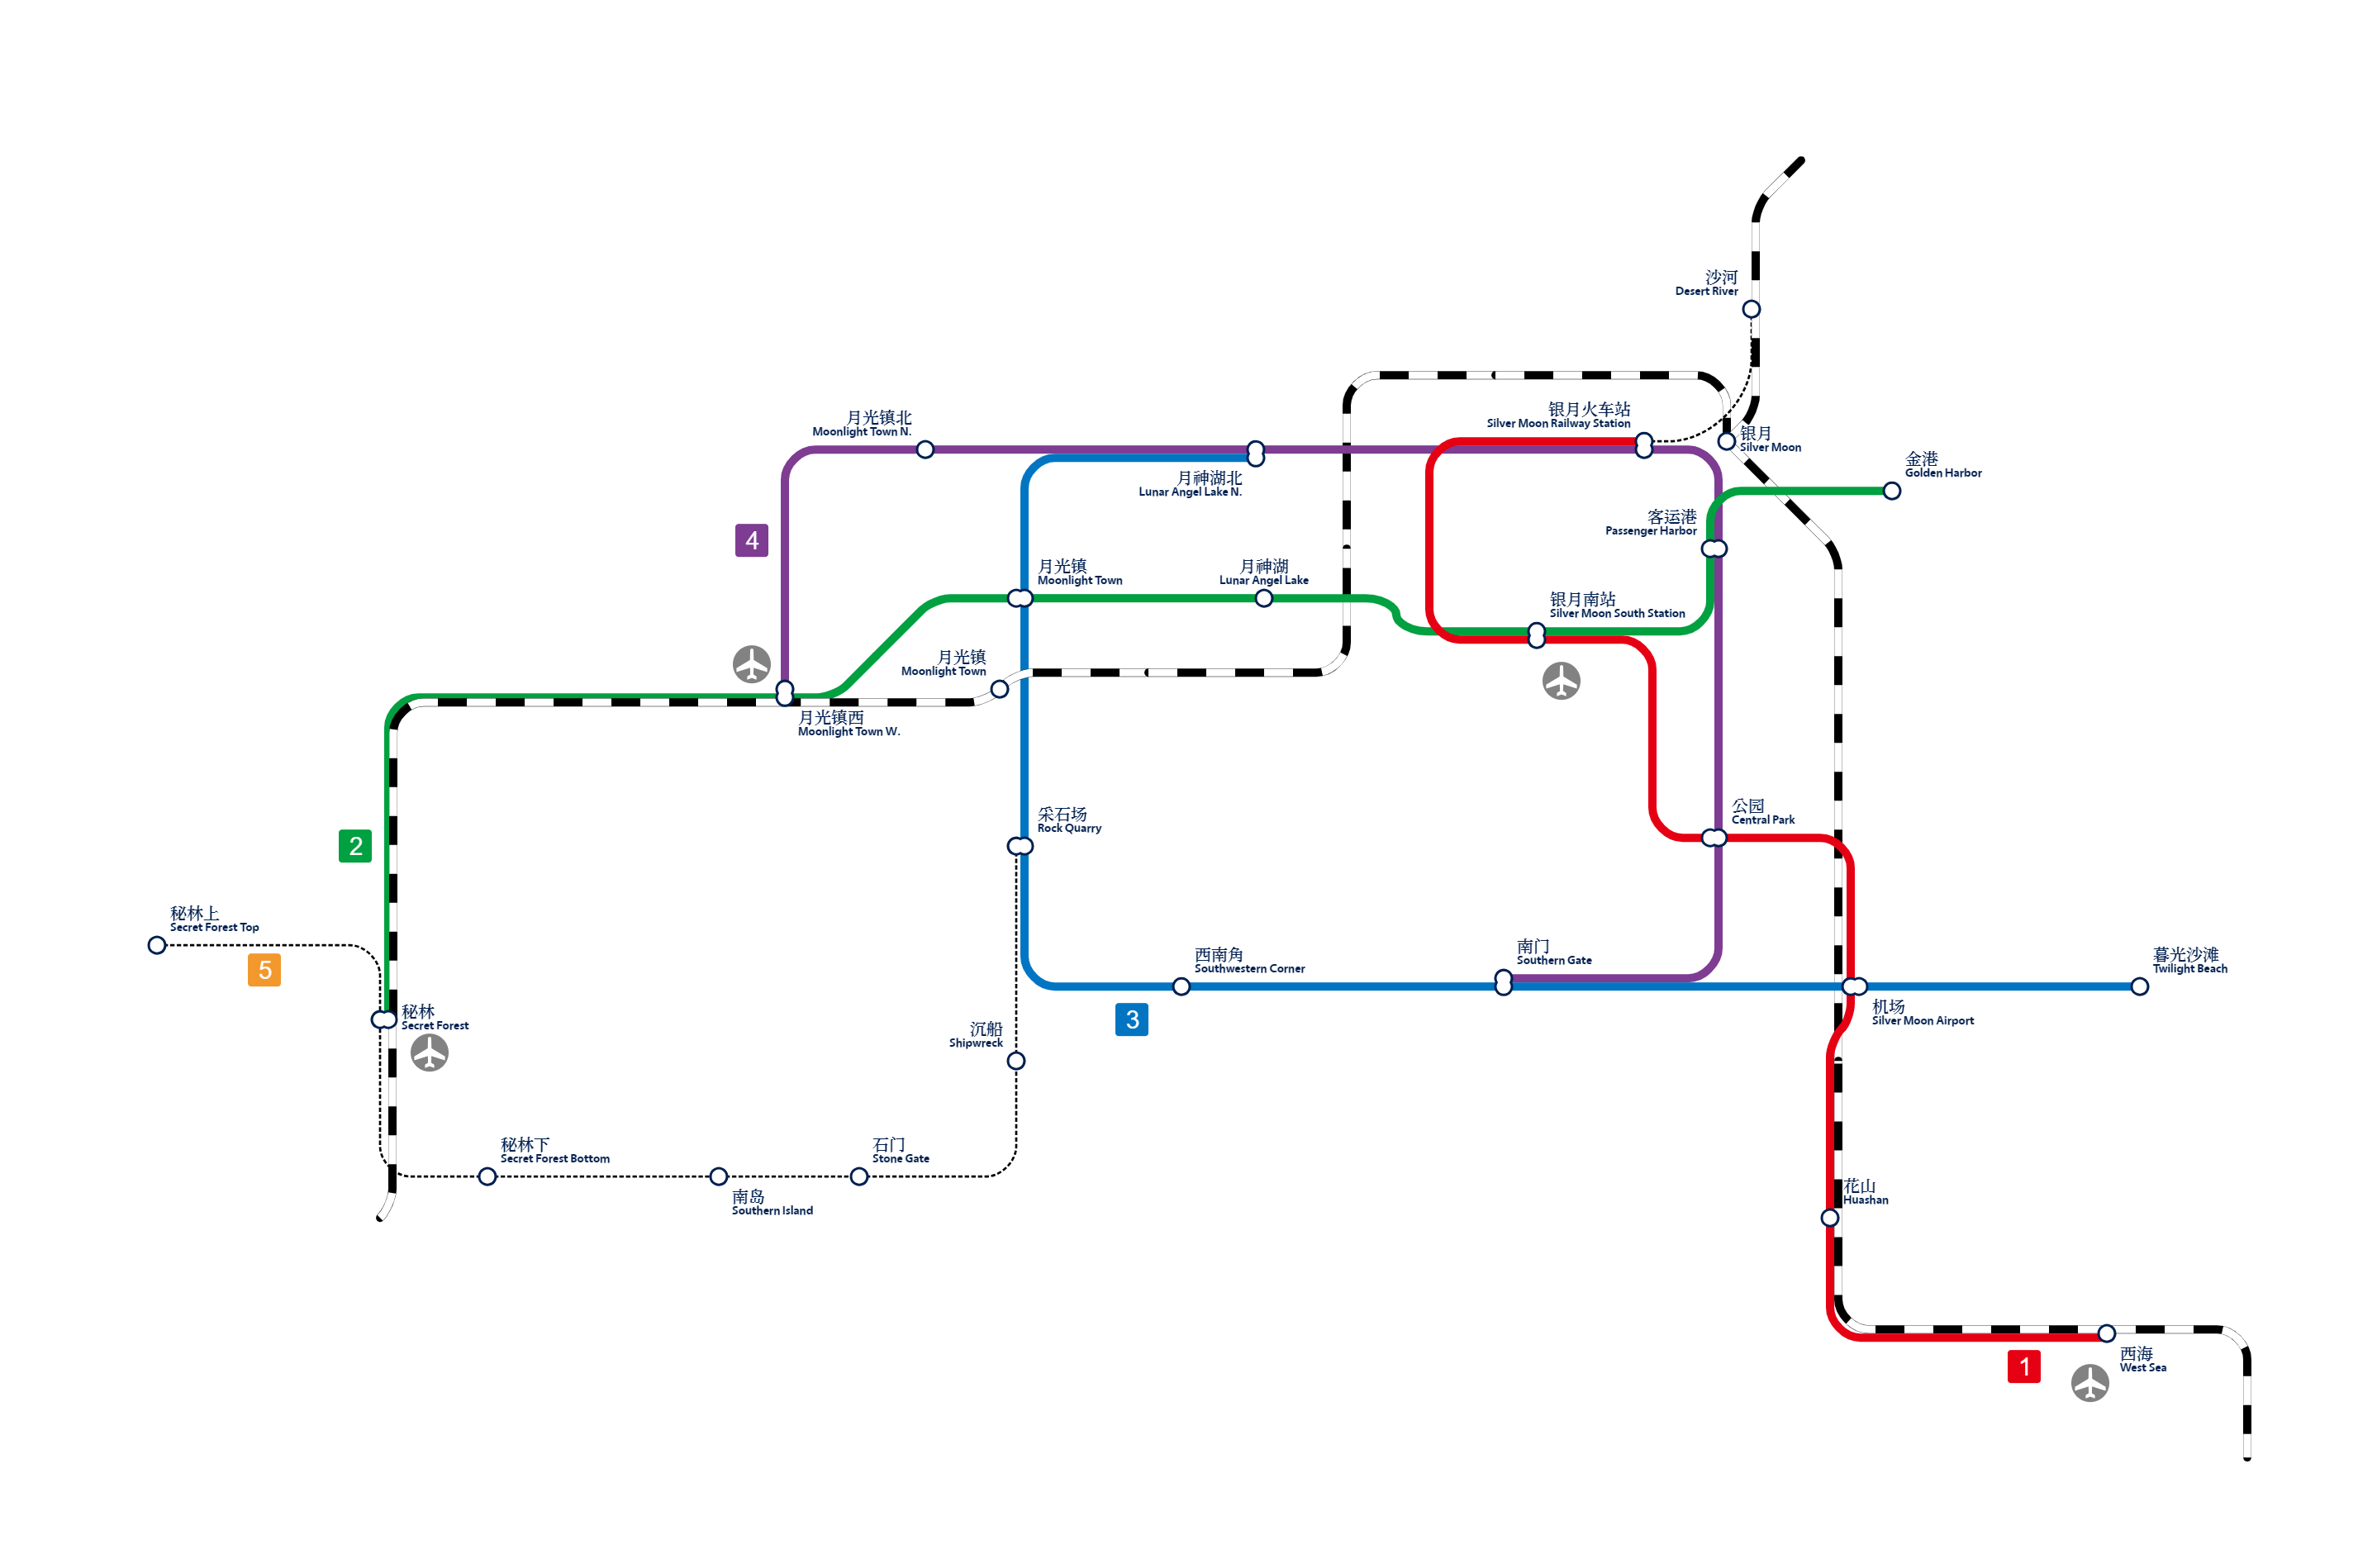 沙河
Desert River
月光镇北
Moonlight Town N.
银月火车站
Silver Moon Railway Station
银月
Silver Moon
金港
Golden Harbor
月神湖北
Lunar Angel Lake N.
客运港
Passenger Harbor
4
月光镇
Moonlight Town
月神湖
Lunar Angel Lake
银月南站
Silver Moon South Station
月光镇
Moonlight Town
月光镇西
Moonlight Town W.
采石场
Rock Quarry
公园
Central Park
2
秘林上
Secret Forest Top
5
西南角
Southwestern Corner
南门
Southern Gate
暮光沙滩
Twilight Beach
秘林
Secret Forest
3
机场
Silver Moon Airport
沉船
Shipwreck
秘林下
Secret Forest Bottom
石门
Stone Gate
南岛
Southern Island
花山
Huashan
1
西海
West Sea